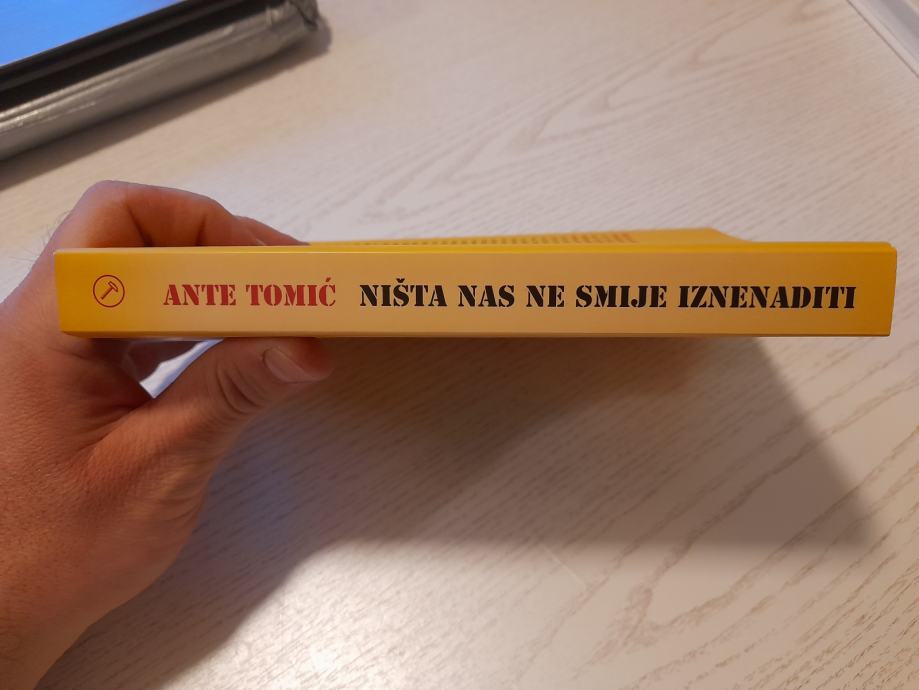 ANTE TOMIĆ NIŠTA NAS NE SMIJE IZNENADITI